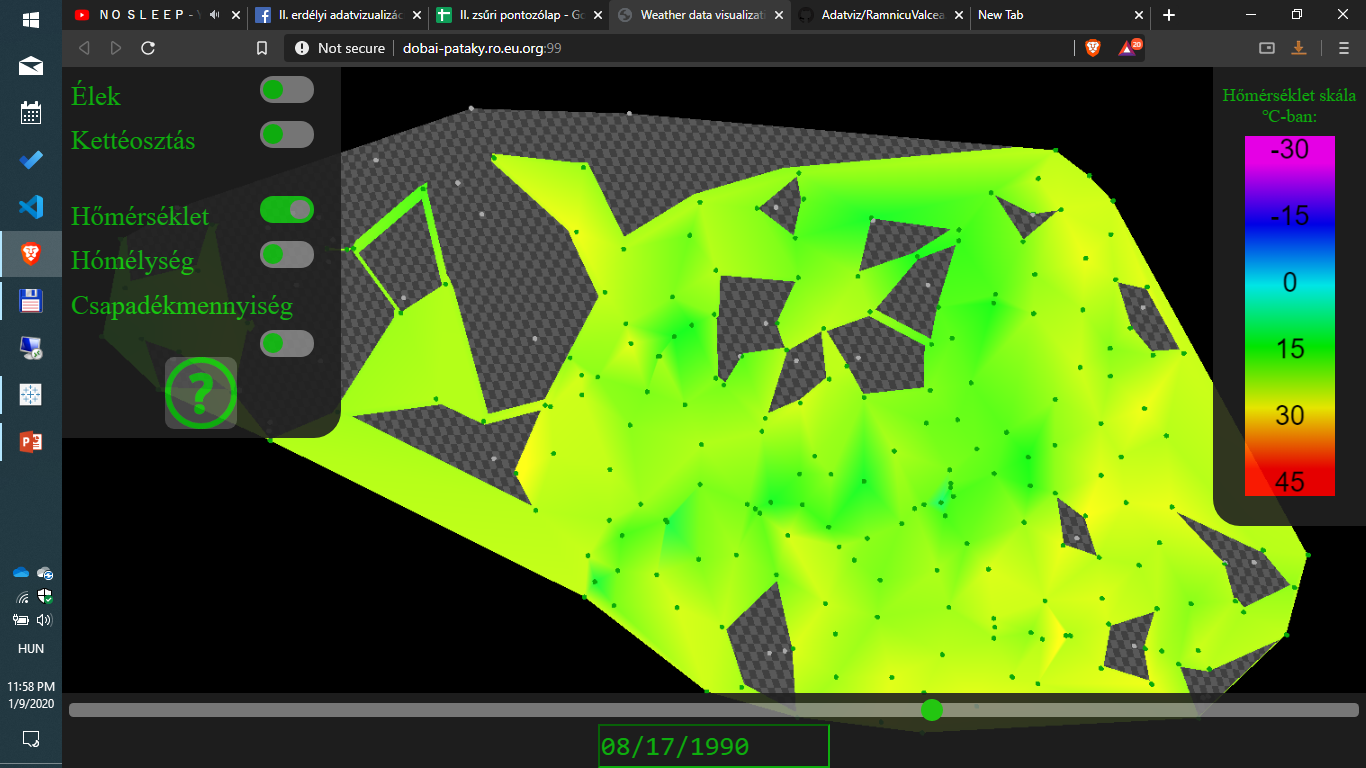 N O S L E E P - Y
II. erdélyi adatvizualizác
II. zsűri pontozólap - Go
Weather data visualizati
Adatviz/RamnicuValcea
New Tab
Not secure
dobai-pataky.ro.eu.org:99
20
Élek
Kettéosztás
Hőmérséklet
Hómélység
Csapadékmennyiség
?
Hőmérséklet skála
°C-ban:
-30
-15
0
15
30
45
HUN
11:58 PM
1/9/2020
08/17/1990